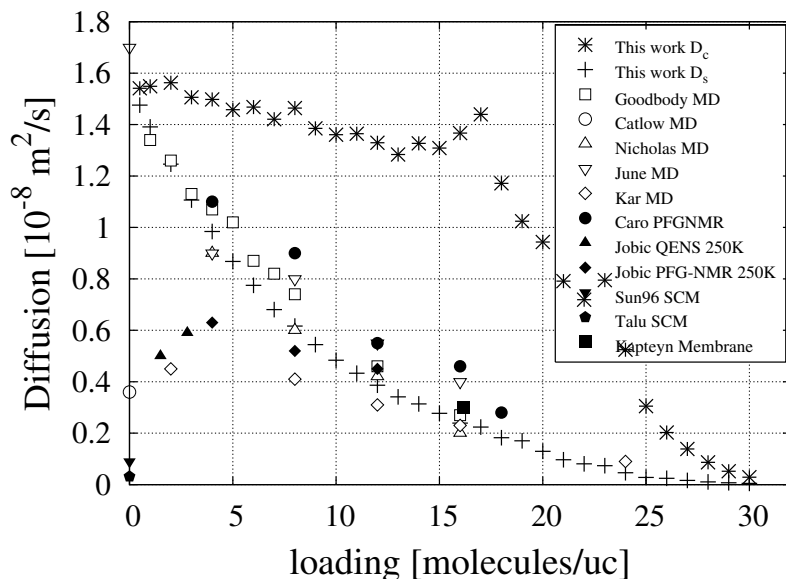 1.8
1.6
1.4
1.2
1
0.8
0.6
0.4
0.2
0
Diffusion [10^-8 m^2/s]
0 5 10 15 20 25 30
loading [molecules/uc]
This work D_c
This work D_s
Goodbody MD
Catlow MD
Nicholas MD
June MD
Kar MD
Caro PFGNMR
Jobic QENS 250K
Jobic PFG-NMR 250K
Sun96 SCM
Talu SCM
Kapteyn Membrane